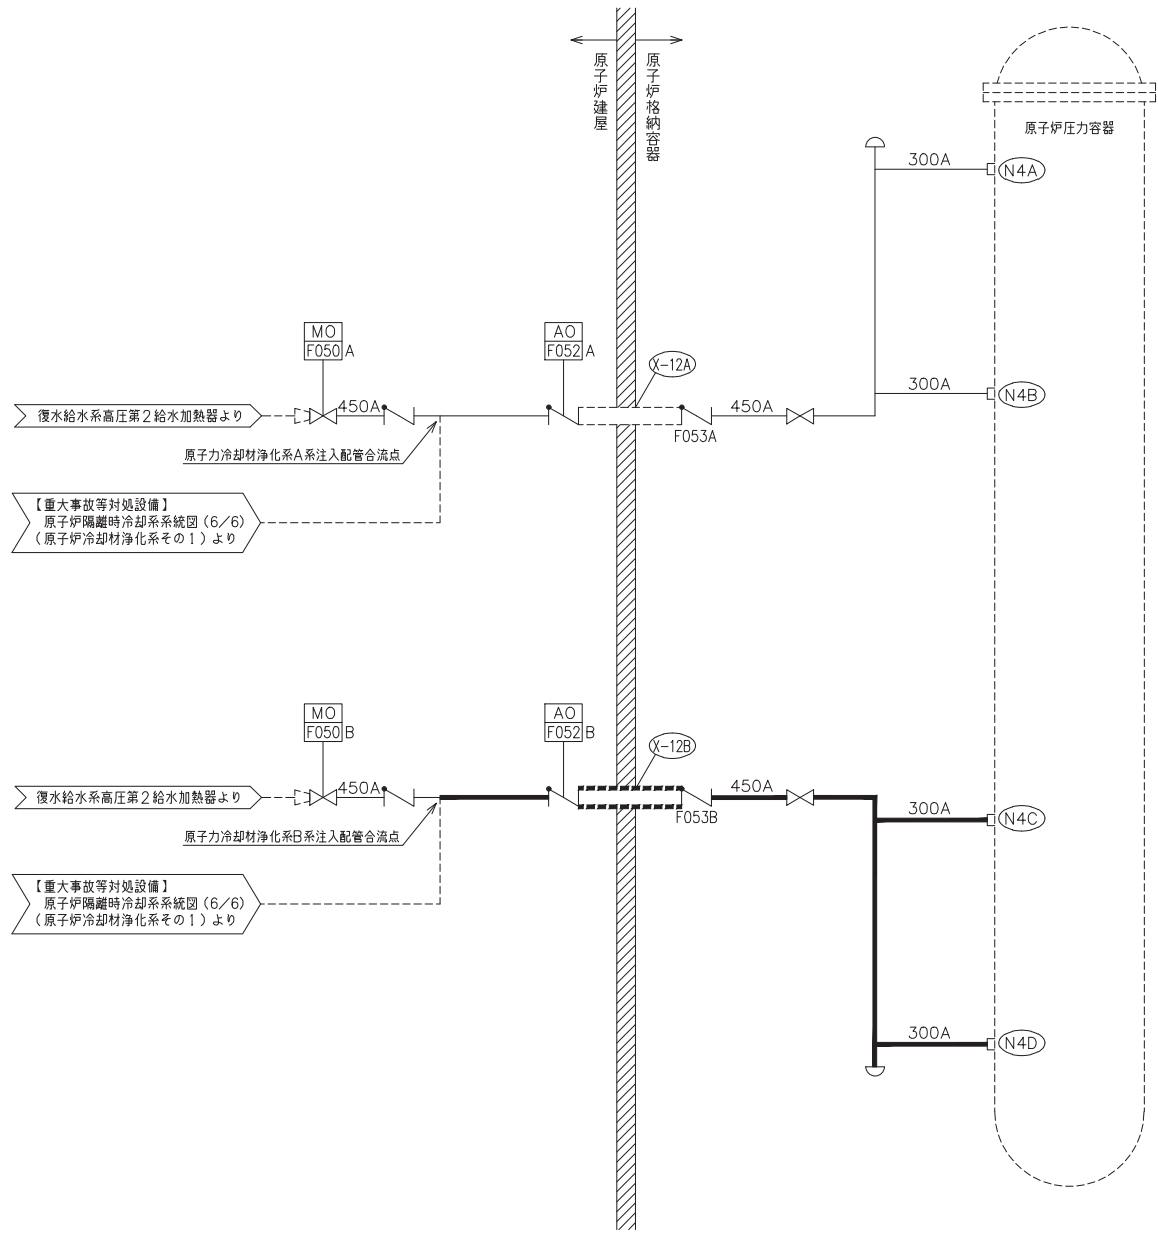 原子炉建屋
原子炉格納容器
原子炉圧力容器
300A
N4A
300A
N4B
MO
F050 A
AO
F052 A
X-12A
復水給水系高圧第2給水加熱器より
450A
F053A
450A
原子力冷却材浄化系A系注入配管合流点
【重大事故等対処設備】
原子炉隔離時冷却系系統図(6/6)
(原子炉冷却材浄化系その1)より
MO
F050 B
AO
F052 B
X-12B
復水給水系高圧第2給水加熱器より
450A
F053B
450A
300A
N4C
原子力冷却材浄化系B系注入配管合流点
【重大事故等対処設備】
原子炉隔離時冷却系系統図(6/6)
(原子炉冷却材浄化系その1)より
300A
N4D